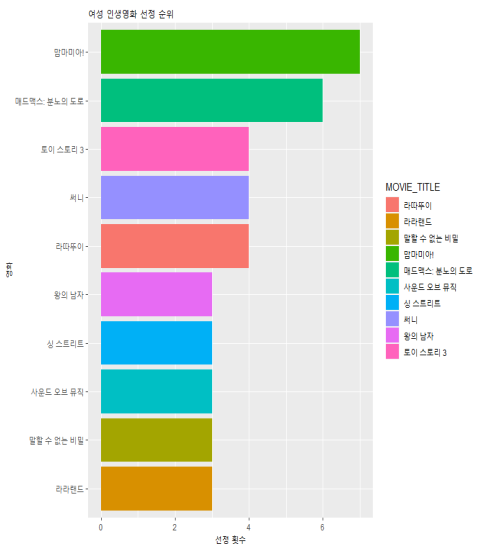 여성 인생영화 선정 순위
맘마미아!
매드맥스: 분노의 도로
토이 스토리 3
써니
라따뚜이
왕의 남자
싱 스트리트
사운드 오브 뮤직
말할 수 없는 비밀
라라랜드
0 2 4 6
선정 횟수
영화
MOVIE_TITLE
라따뚜이
라라랜드
말할 수 없는 비밀
맘마미아!
매드맥스: 분노의 도로
사운드 오브 뮤직
싱 스트리트
써니
왕의 남자
토이 스토리 3